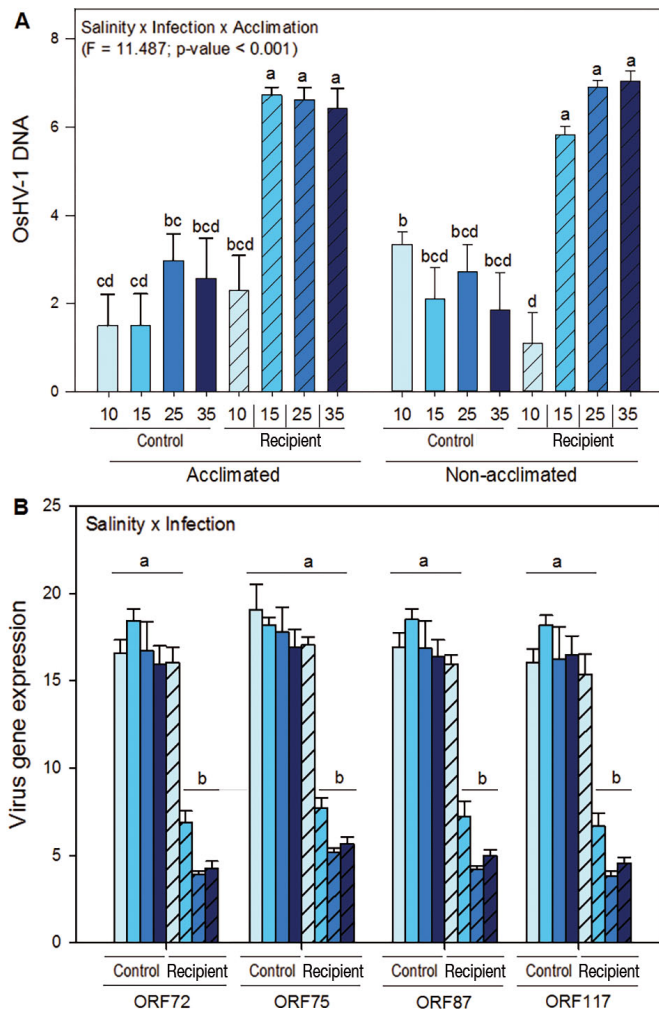 A
Salinity x Infection x Acclimation
(F = 11.487; p-value < 0.001)
OsHV-1 DNA
8
6
4
2
0
cd cd bc bcd bcd a a a b bcd bcd bcd d a a a
10 15 25 35 10 15 25 35 10 15 25 35 10 15 25 35
Control Recipient Control Recipient
Acclimated Non-acclimated
B
Salinity x Infection
Virus gene expression
25
20
15
10
5
0
a a a a
b b b b
Control Recipient Control Recipient Control Recipient Control Recipient
ORF72 ORF75 ORF87 ORF117